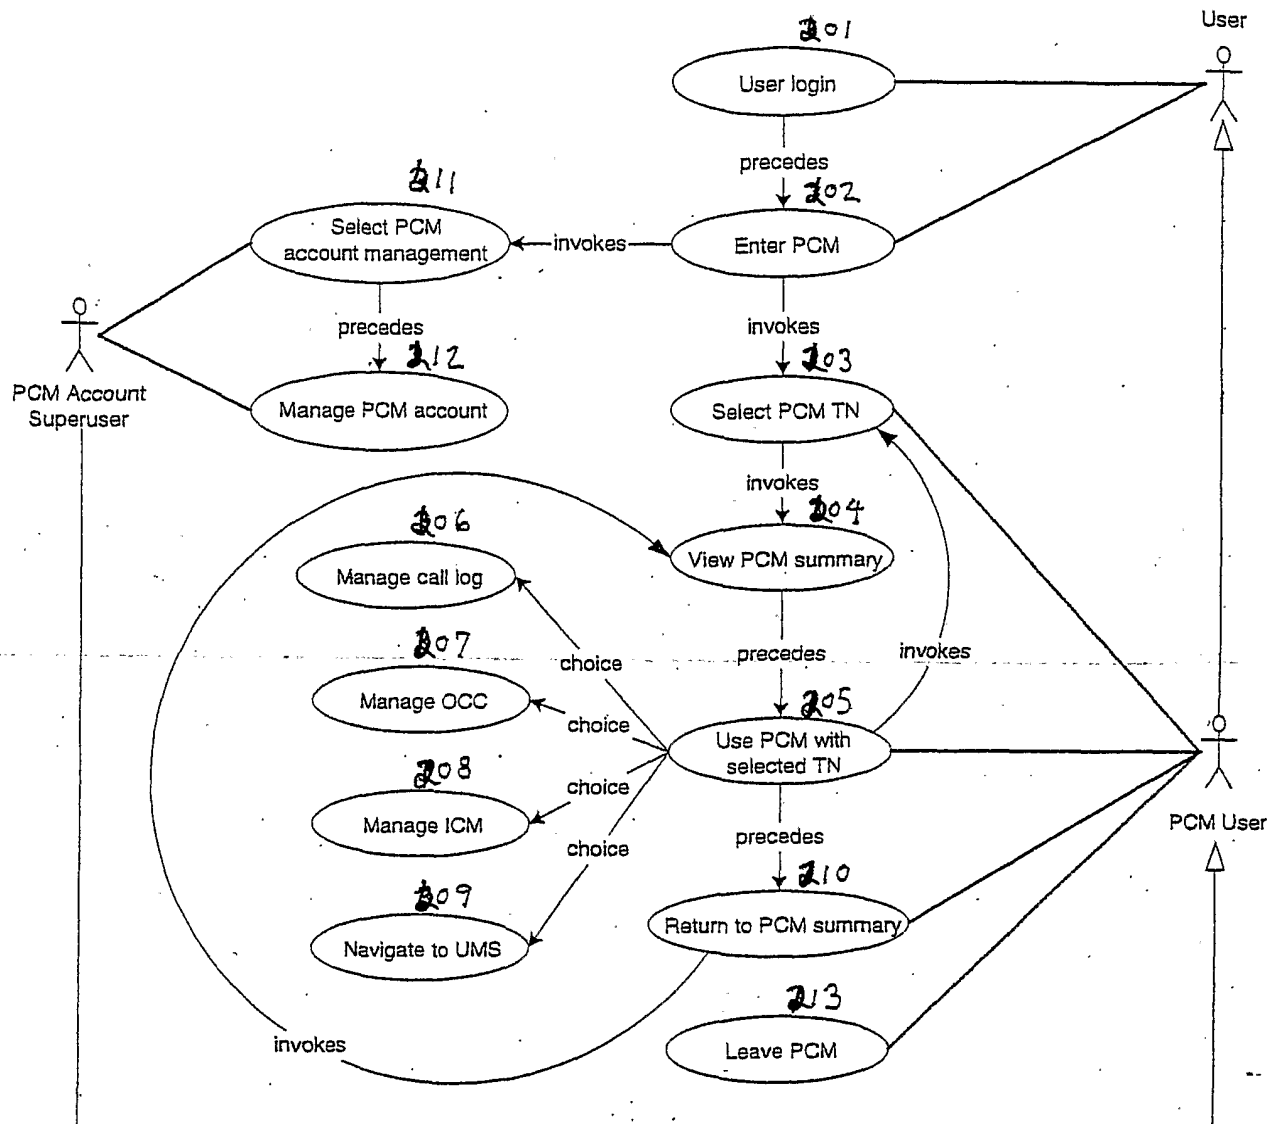 User
201
User login
precedes
202
Enter PCM
invokes
211
Select PCM
account management
precedes
212
Manage PCM account
PCM Account
Superuser
invokes
203
Select PCM TN
invokes
204
View PCM summary
206
Manage call log
207
Manage OCC
208
Manage ICM
209
Navigate to UMS
choice
choice
choice
choice
precedes
invokes
205
Use PCM with
selected TN
PCM User
precedes
210
Return to PCM summary
invokes
213
Leave PCM